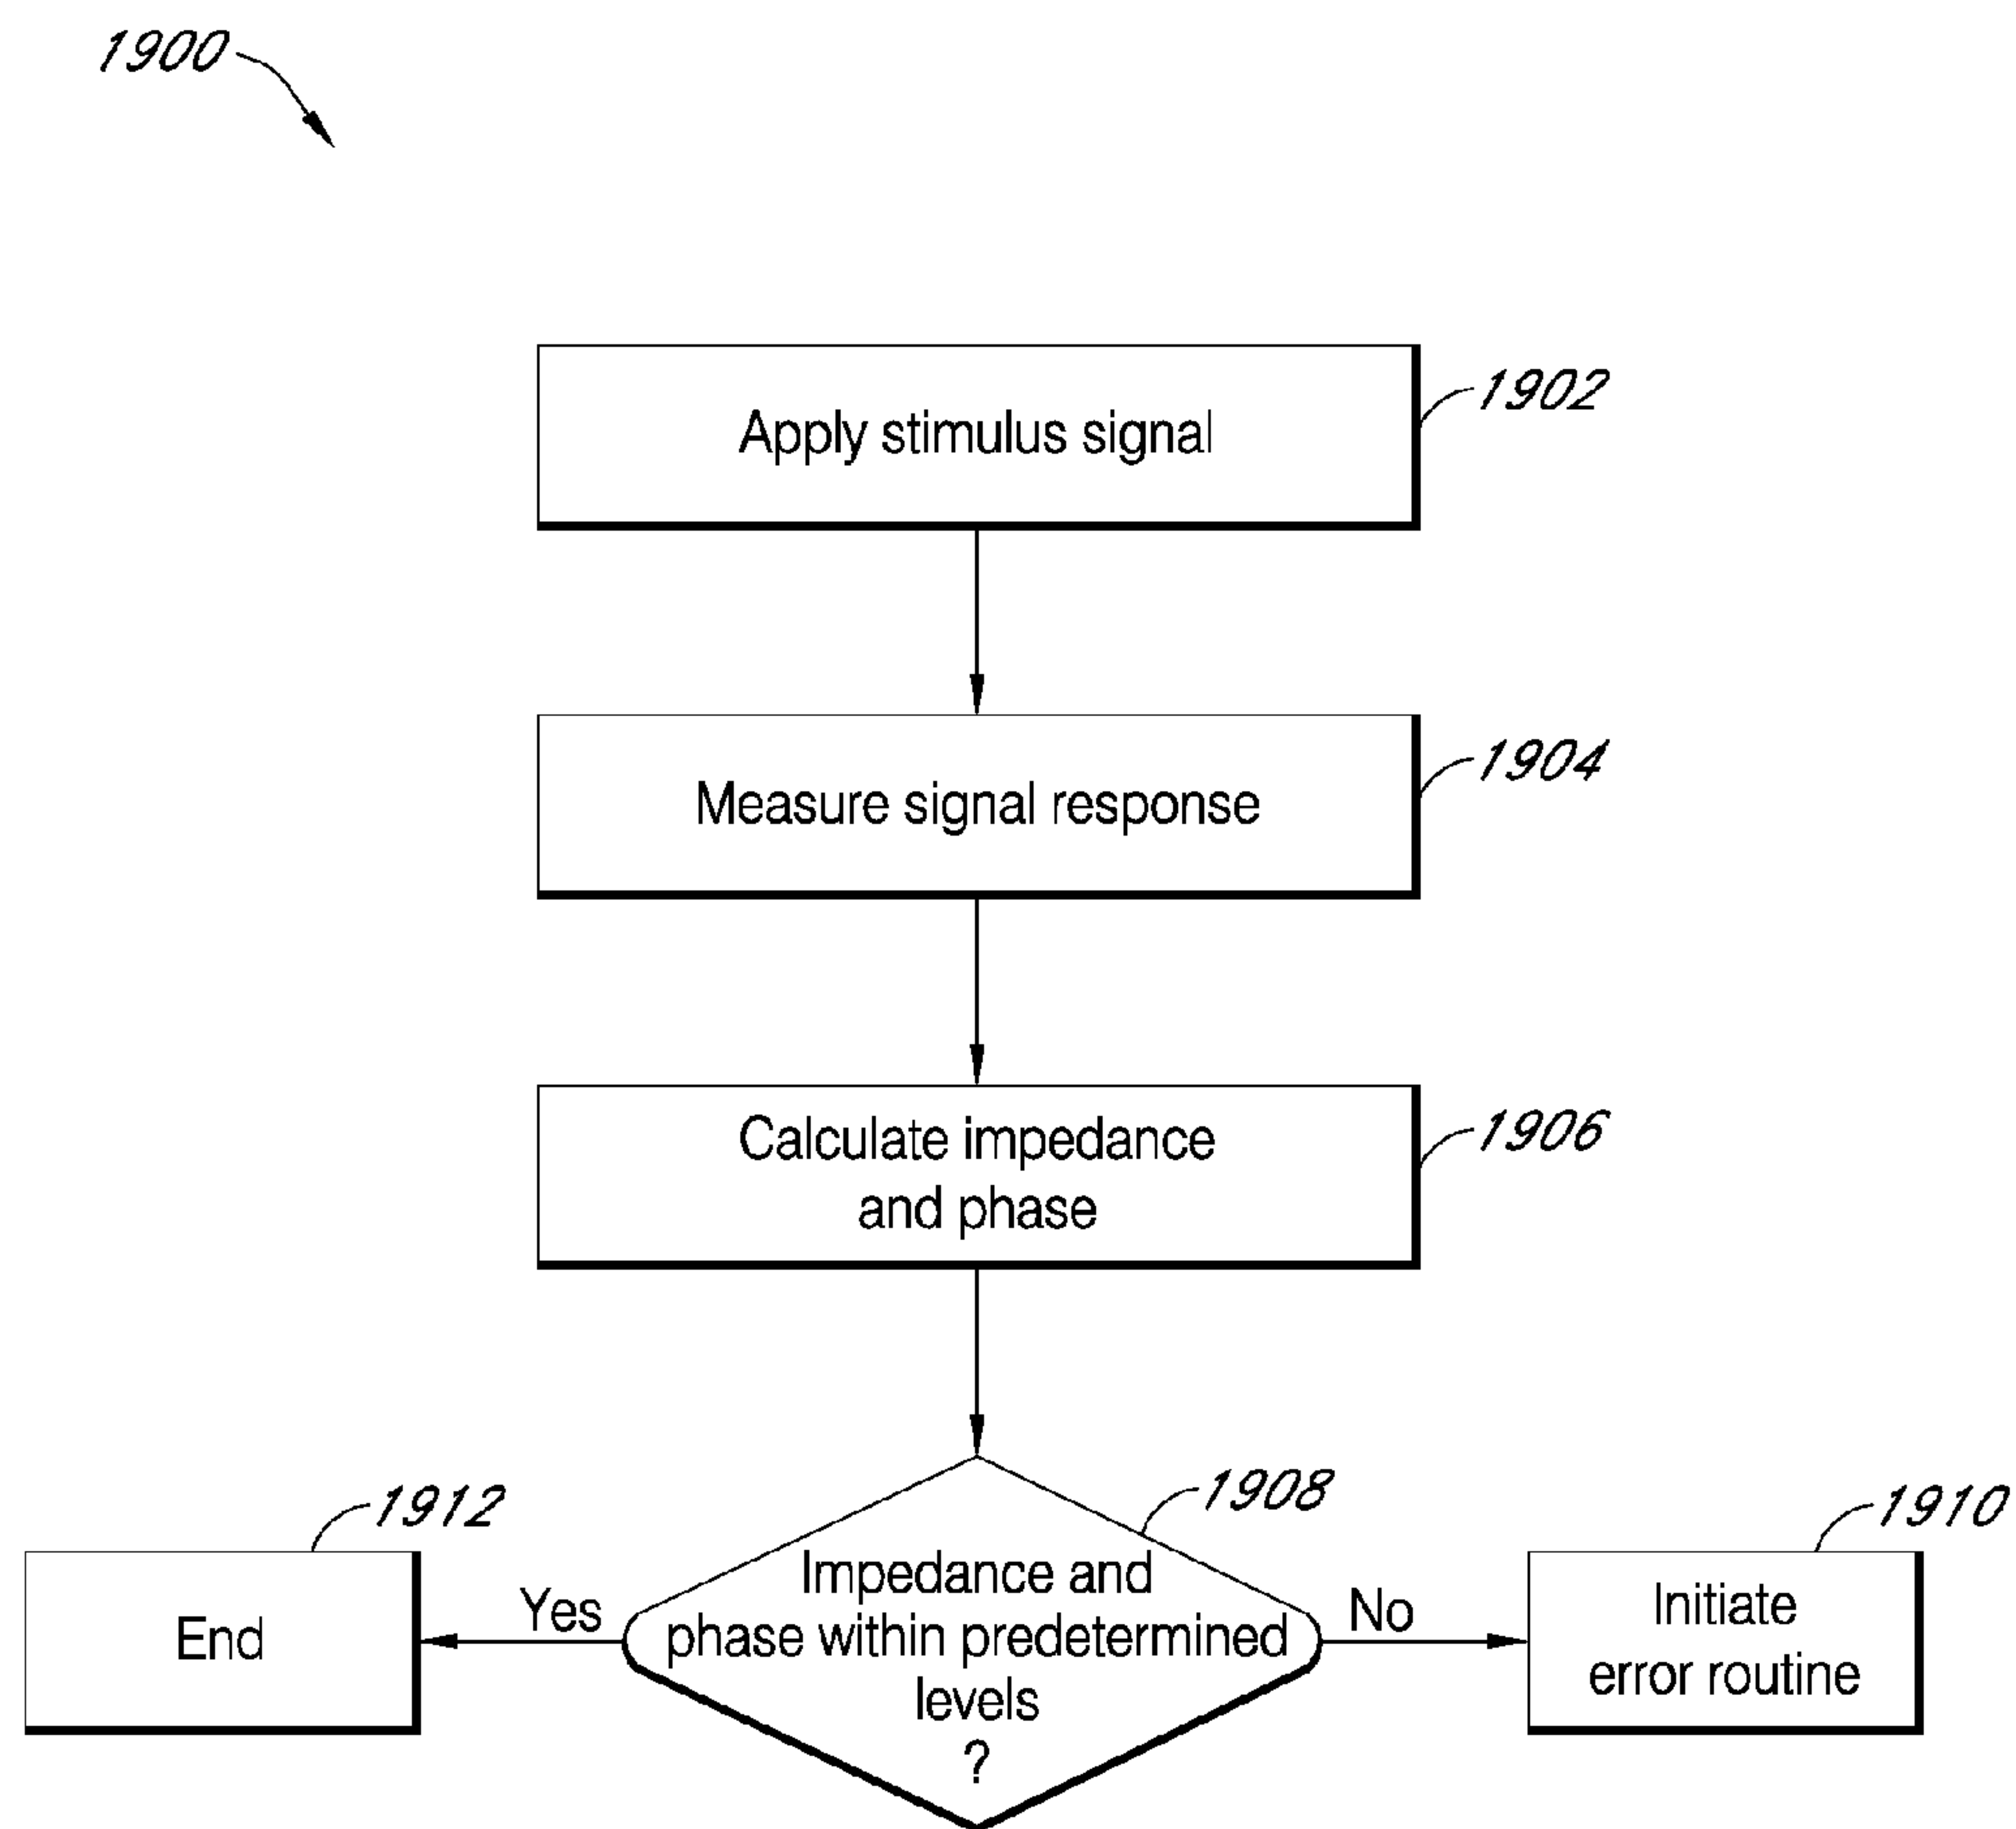 1900
Apply stimulus signal
1902
Measure signal response
1904
Calculate impedance
and phase
1906
1912
End
Yes
1908
Impedance and
phase within predetermined
levels
?
No
1910
Initiate
error routine